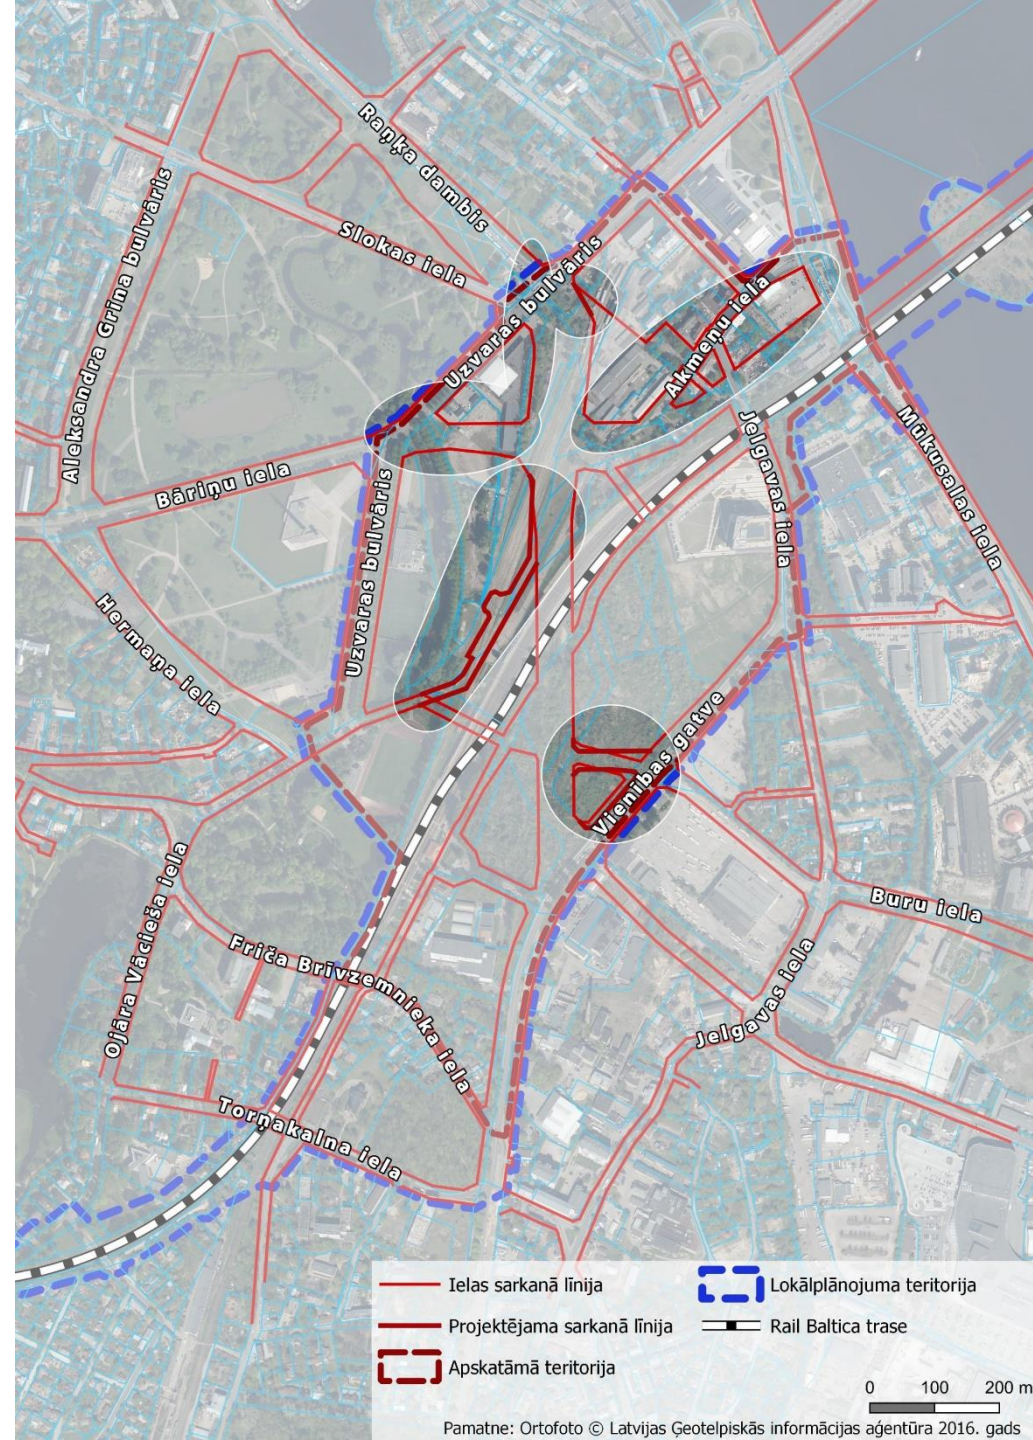 Raņķa dambis
Aleksandra Grīna bulvāris
Slokas iela
Uzvaras bulvāris
Akmeņu iela
Jelgavas iela
Mūkusalas iela
Bāriņu iela
Uzvaras bulvāris
Hermaņa iela
Vienības gatve
Ojāra Vācieša iela
Buru iela
Friča Brīvzemnieka iela
Jelgavas iela
Torņakalna iela
Ielas sarkanā līnija
Lokālplānojuma teritorija
Projektējama sarkanā līnija
Rail Baltica trase
Apskatāmā teritorija
0 100 200 m
Pamatne: Ortofoto © Latvijas Ģeotelpiskās informācijas aģentūra 2016. gads